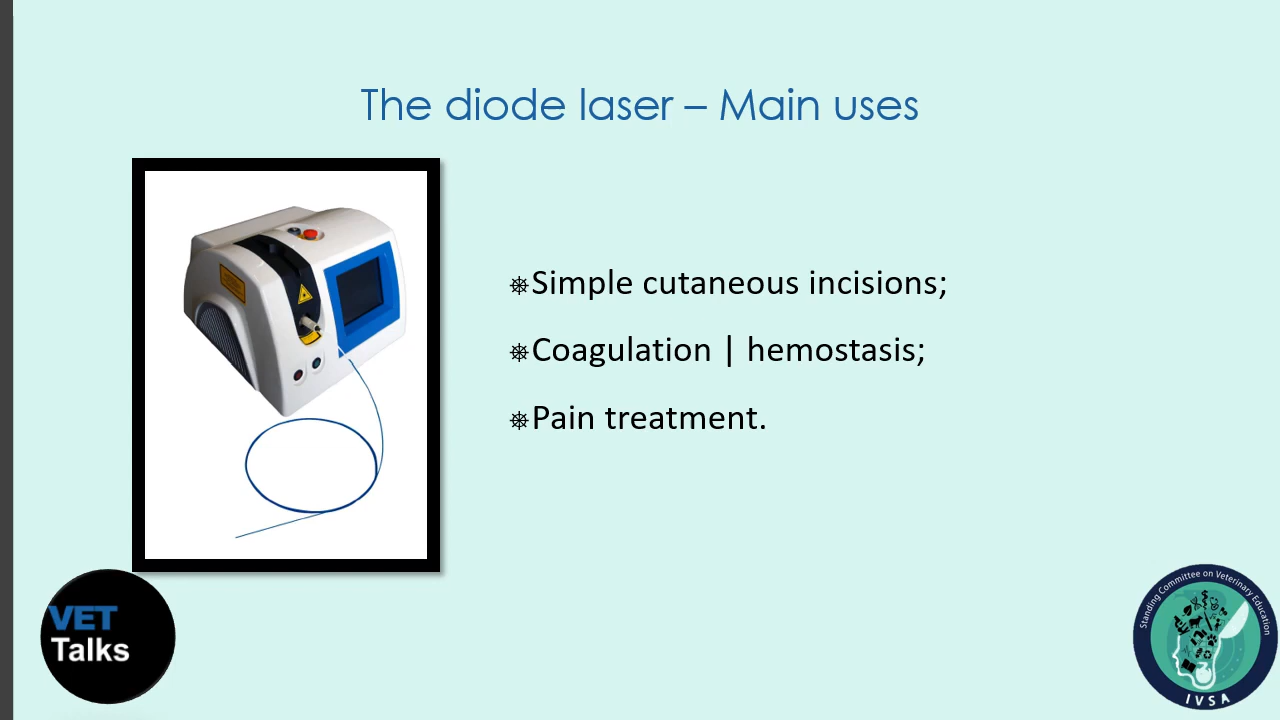 The diode laser – Main uses
⎈Simple cutaneous incisions;
⎈Coagulation | hemostasis;
⎈Pain treatment.
VET
Talks
Standing Committee on Veterinary Education
IVSA